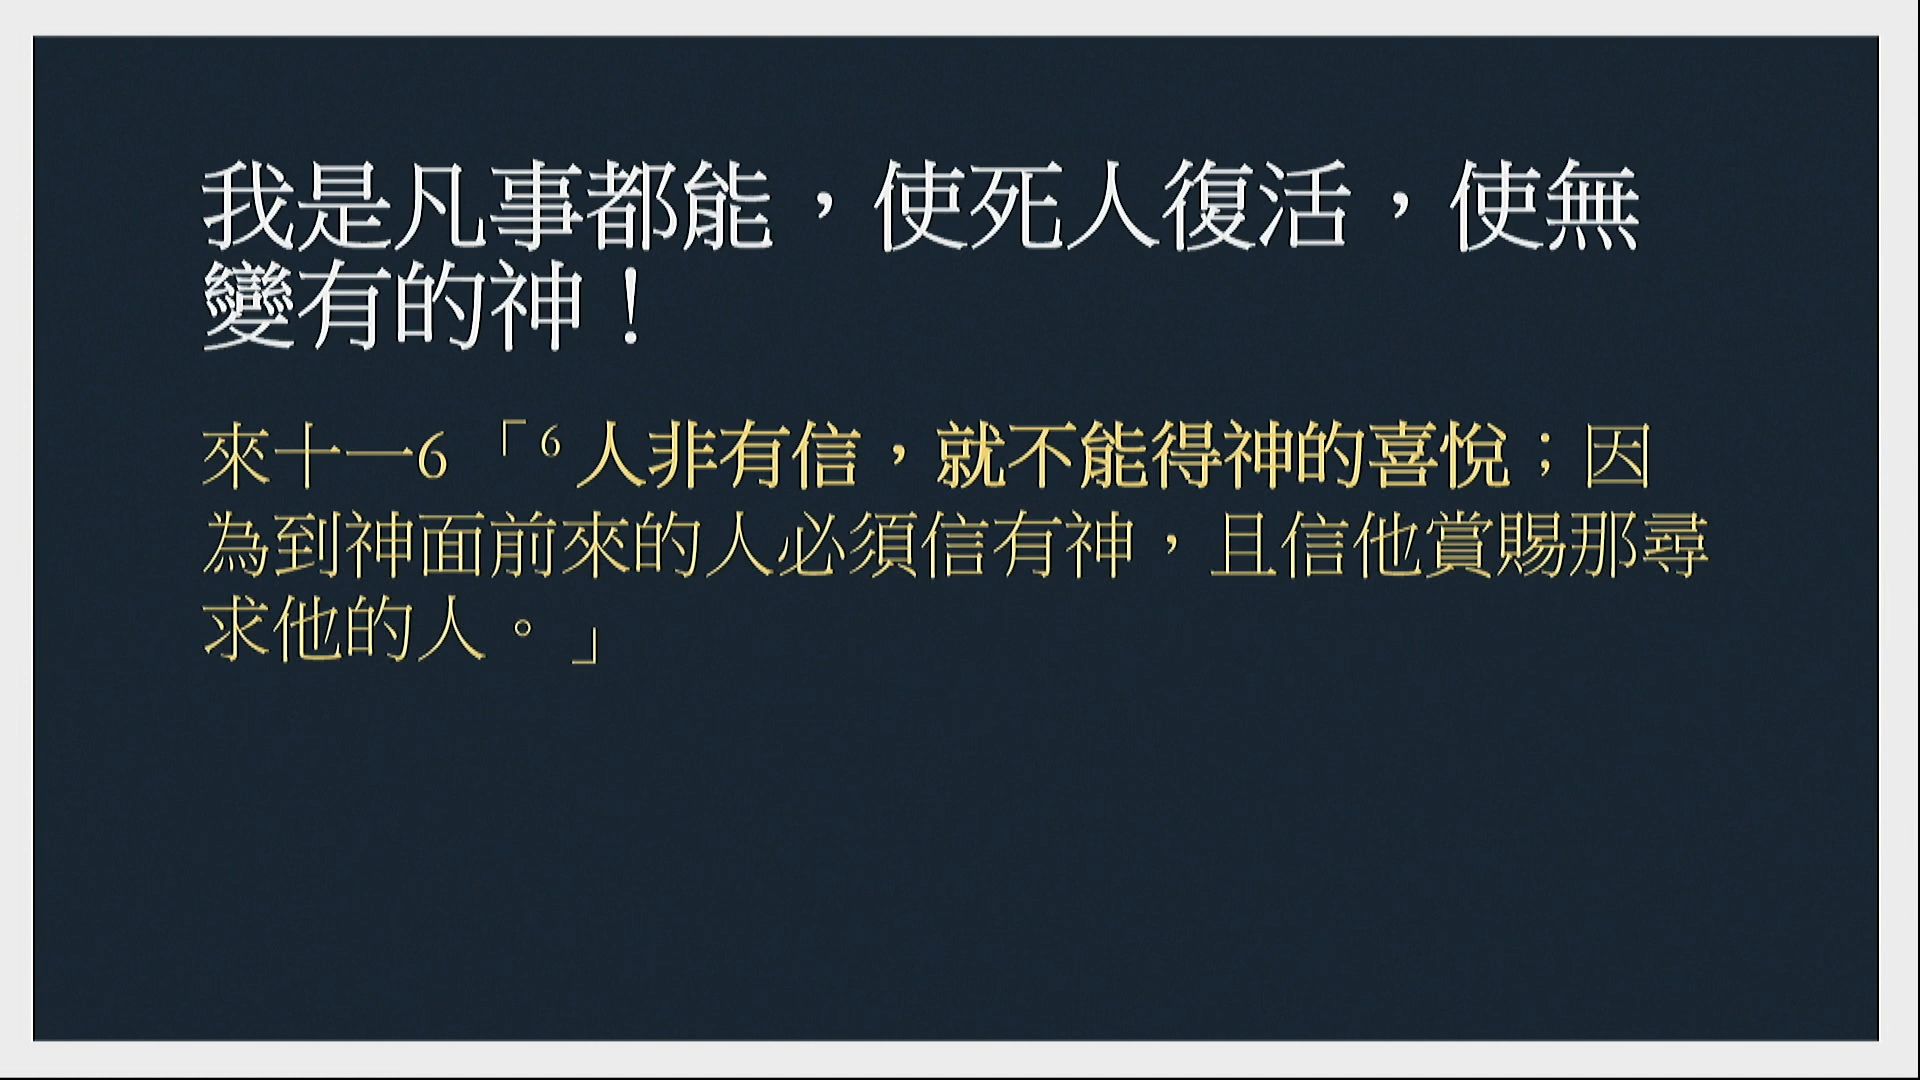 我是凡事都能，使死人復活，使無
變有的神！
來十一6 「⁶ 人非有信，就不能得神的喜悅；因
為到神面前來的人必須信有神，且信他賞賜那尋
求他的人。」